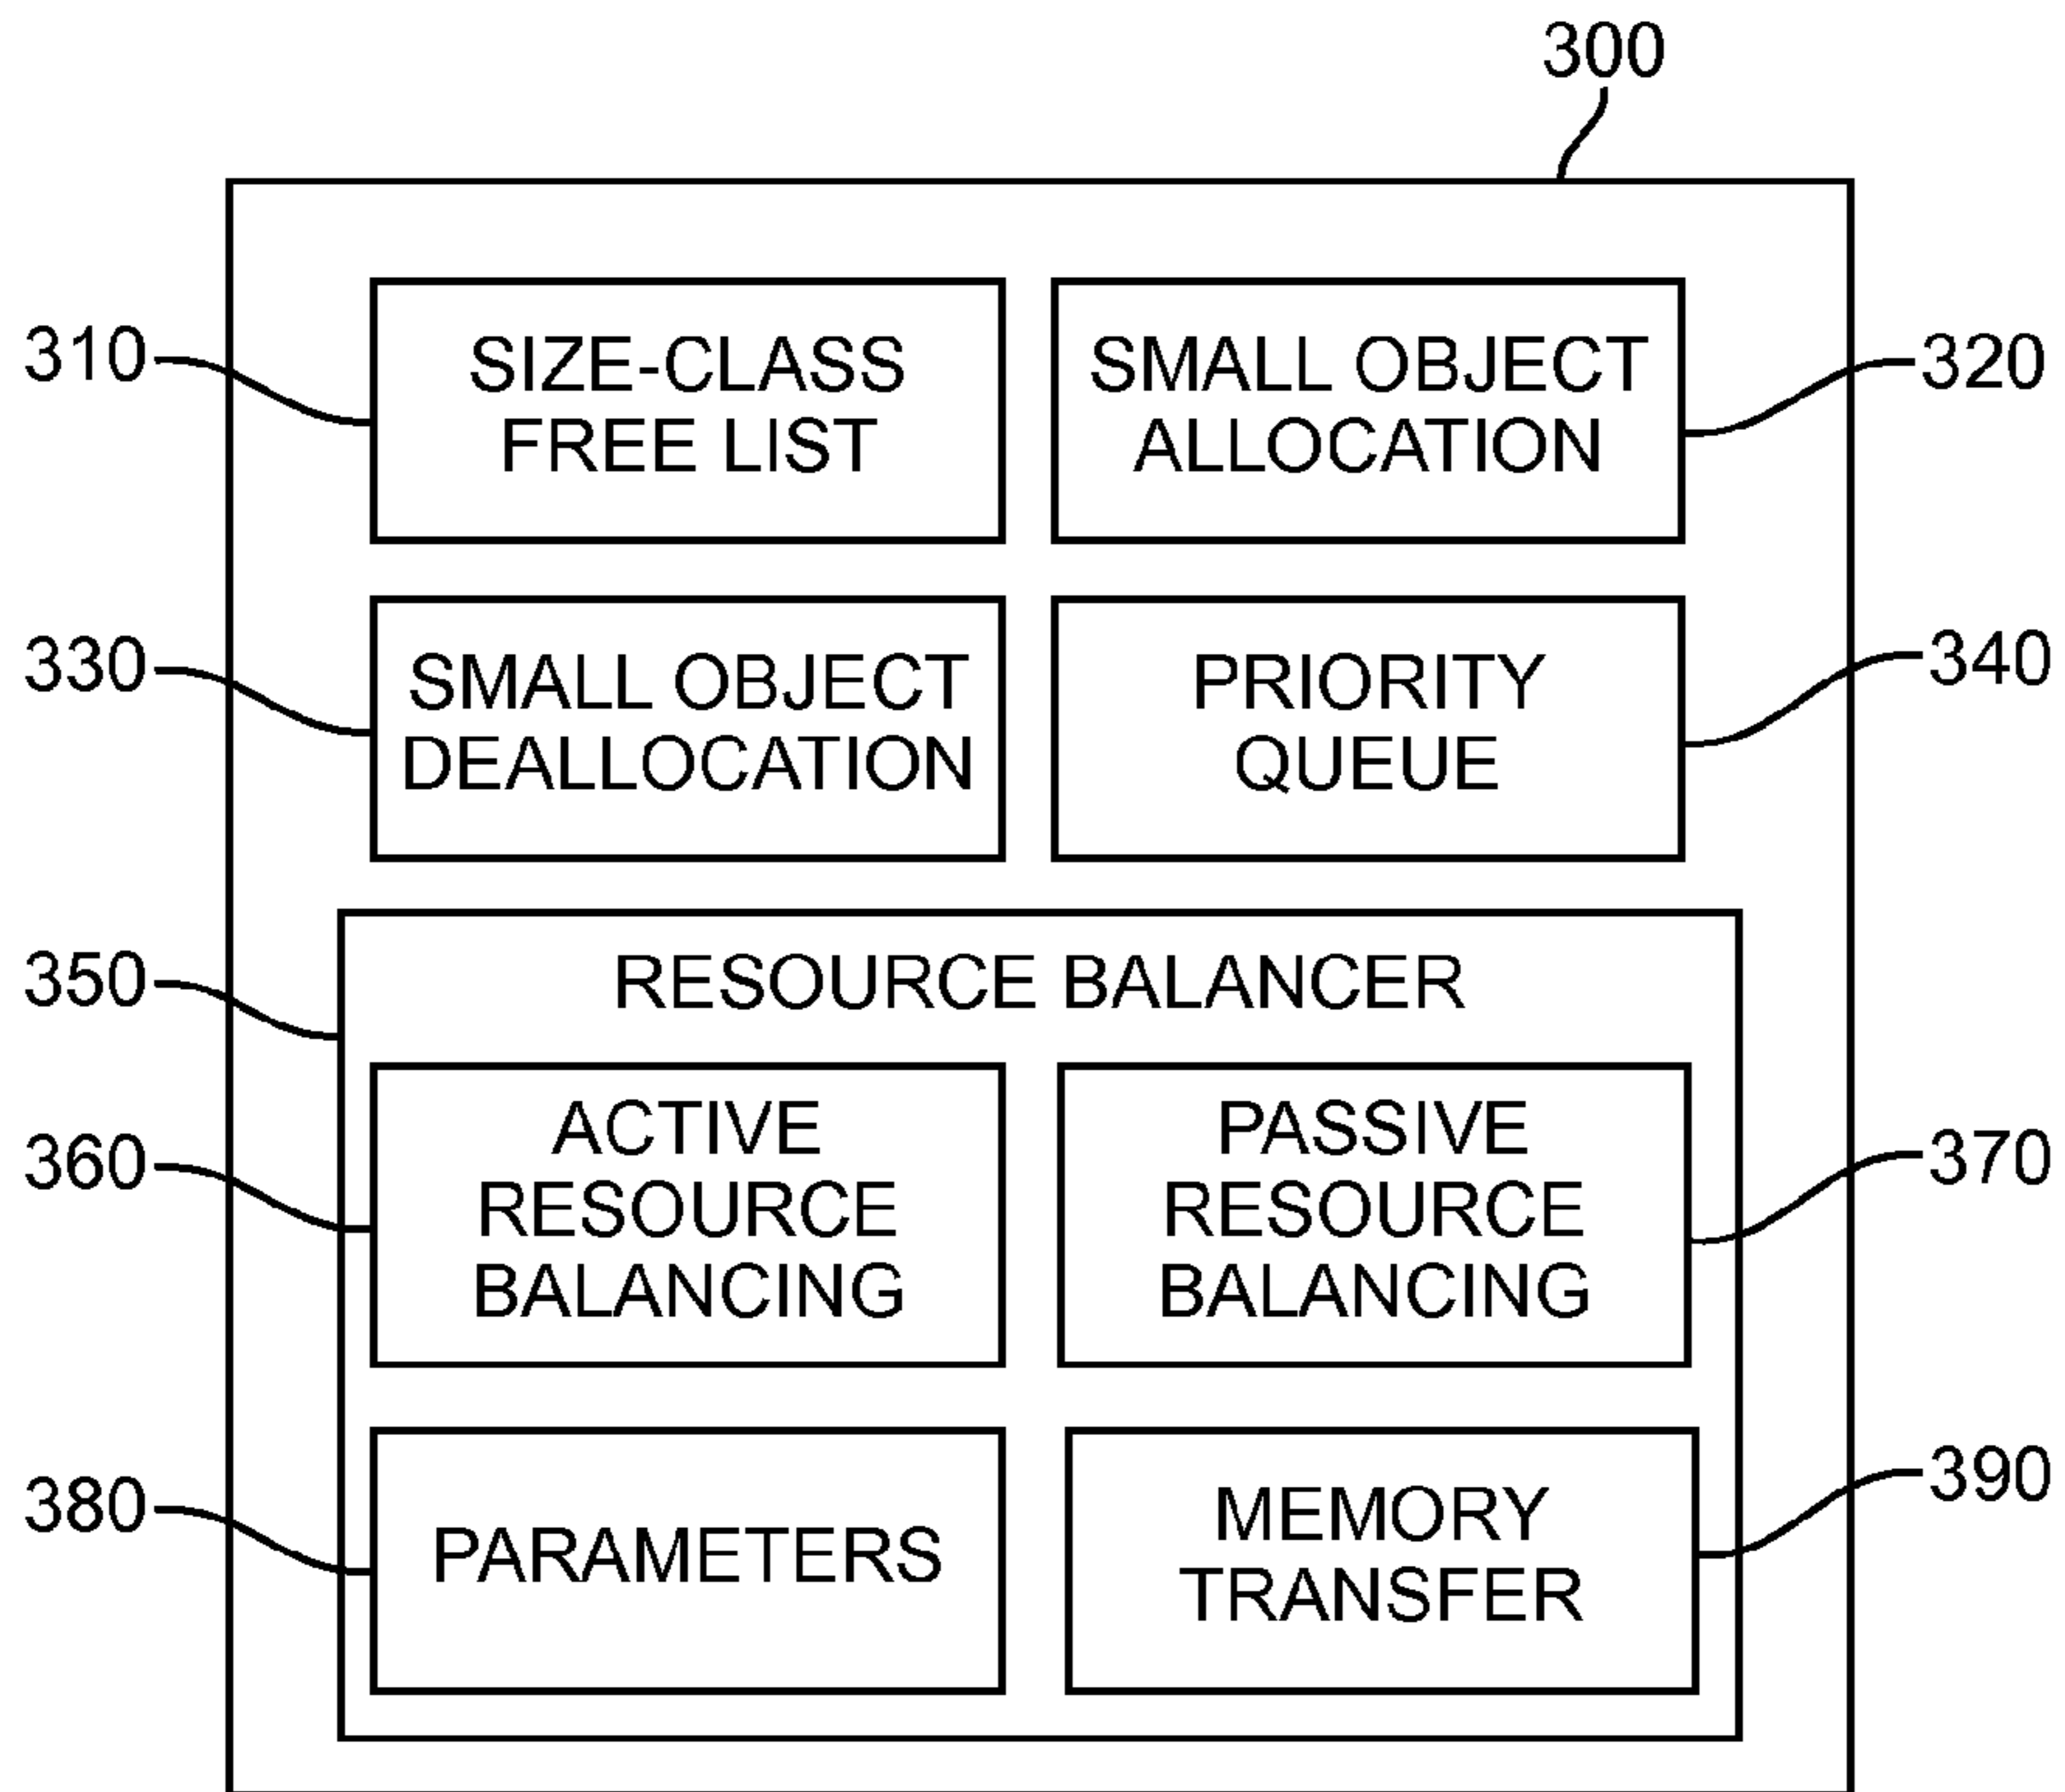 300
310
SIZE-CLASS
FREE LIST
SMALL OBJECT
ALLOCATION
320
330
SMALL OBJECT
DEALLOCATION
PRIORITY
QUEUE
340
350
RESOURCE BALANCER
360
ACTIVE
RESOURCE
BALANCING
PASSIVE
RESOURCE
BALANCING
370
380
PARAMETERS
MEMORY
TRANSFER
390